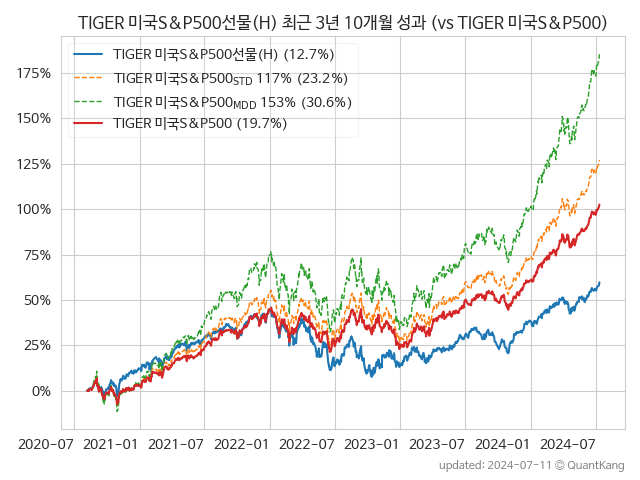 TIGER 미국S&P500선물(H) 최근 3년 10개월 성과 (vs TIGER 미국S&P500)
TIGER 미국S&P500선물(H) (12.7%)
TIGER 미국S&P500STD 117% (23.2%)
TIGER 미국S&P500MDD 153% (30.6%)
TIGER 미국S&P500 (19.7%)
175%
150%
125%
100%
75%
50%
25%
0%
2020-07 2021-01 2021-07 2022-01 2022-07 2023-01 2023-07 2024-01 2024-07
updated: 2024-07-11 © QuantKang